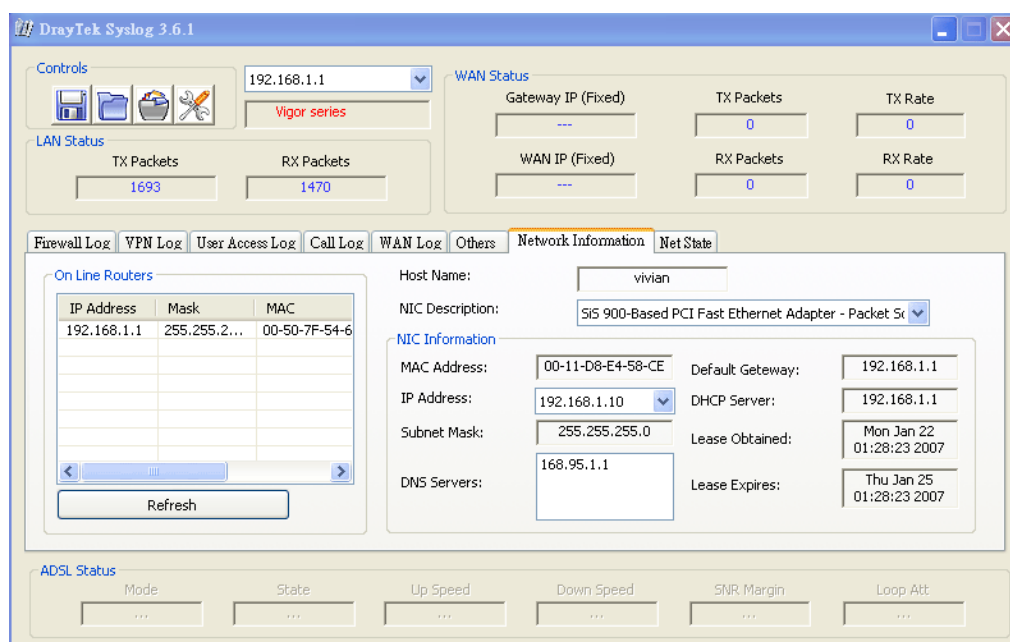 DrayTek Syslog 3.6.1
Controls
192.168.1.1
Vigor series
WAN Status
Gateway IP (Fixed) TX Packets TX Rate
--- 0 0
WAN IP (Fixed) RX Packets RX Rate
--- 0 0
LAN Status
TX Packets RX Packets
1693 1470
Firewall Log VPN Log User Access Log Call Log WAN Log Others Network Information Net State
On Line Routers
IP Address Mask MAC
192.168.1.1 255.255.2... 00-50-7F-54-6
Refresh
Host Name: vivian
NIC Description: SiS 900-Based PCI Fast Ethernet Adapter - Packet Sc
NIC Information
MAC Address: 00-11-D8-E4-58-CE
IP Address: 192.168.1.10
Subnet Mask: 255.255.255.0
DNS Servers: 168.95.1.1
Default Geteway: 192.168.1.1
DHCP Server: 192.168.1.1
Lease Obtained: Mon Jan 22
01:28:23 2007
Lease Expires: Thu Jan 25
01:28:23 2007
ADSL Status
Mode State Up Speed Down Speed SNR Margin Loop Att
... ... ... ... ... ...